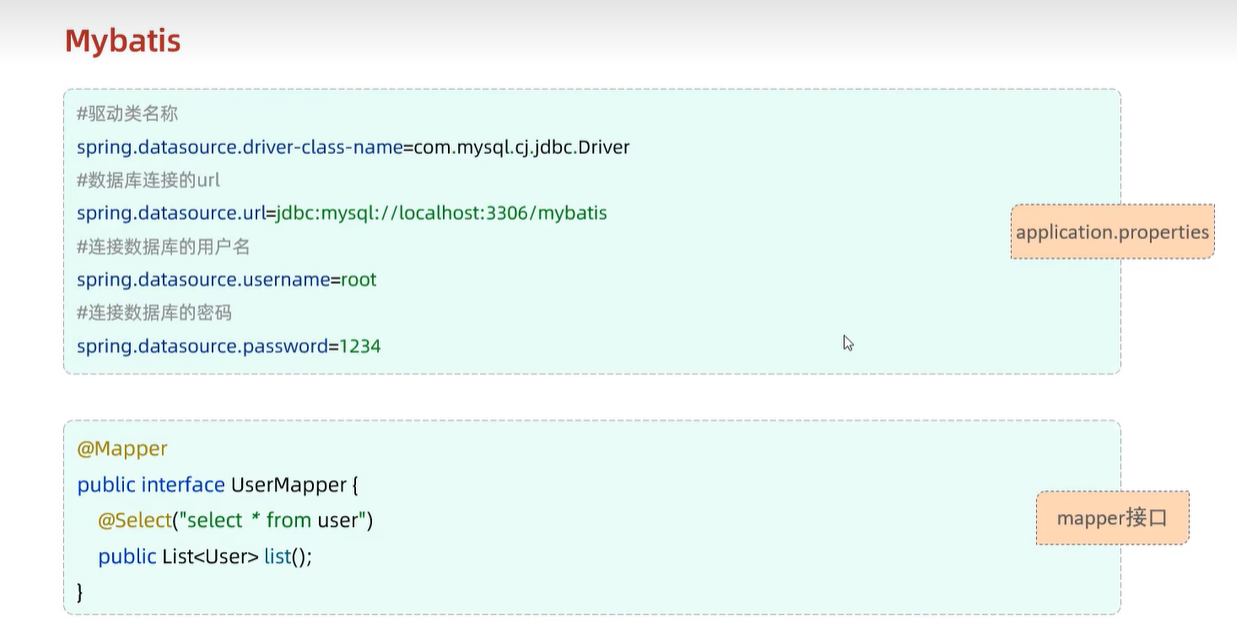 Mybatis
#驱动类名称
spring.datasource.driver-class-name=com.mysql.cj.jdbc.Driver
#数据库连接的url
spring.datasource.url=jdbc:mysql://localhost:3306/mybatis
#连接数据库的用户名
spring.datasource.username=root
#连接数据库的密码
spring.datasource.password=1234
application.properties
@Mapper
public interface UserMapper {
@Select("select * from user")
public List<User> list();
}
mapper接口